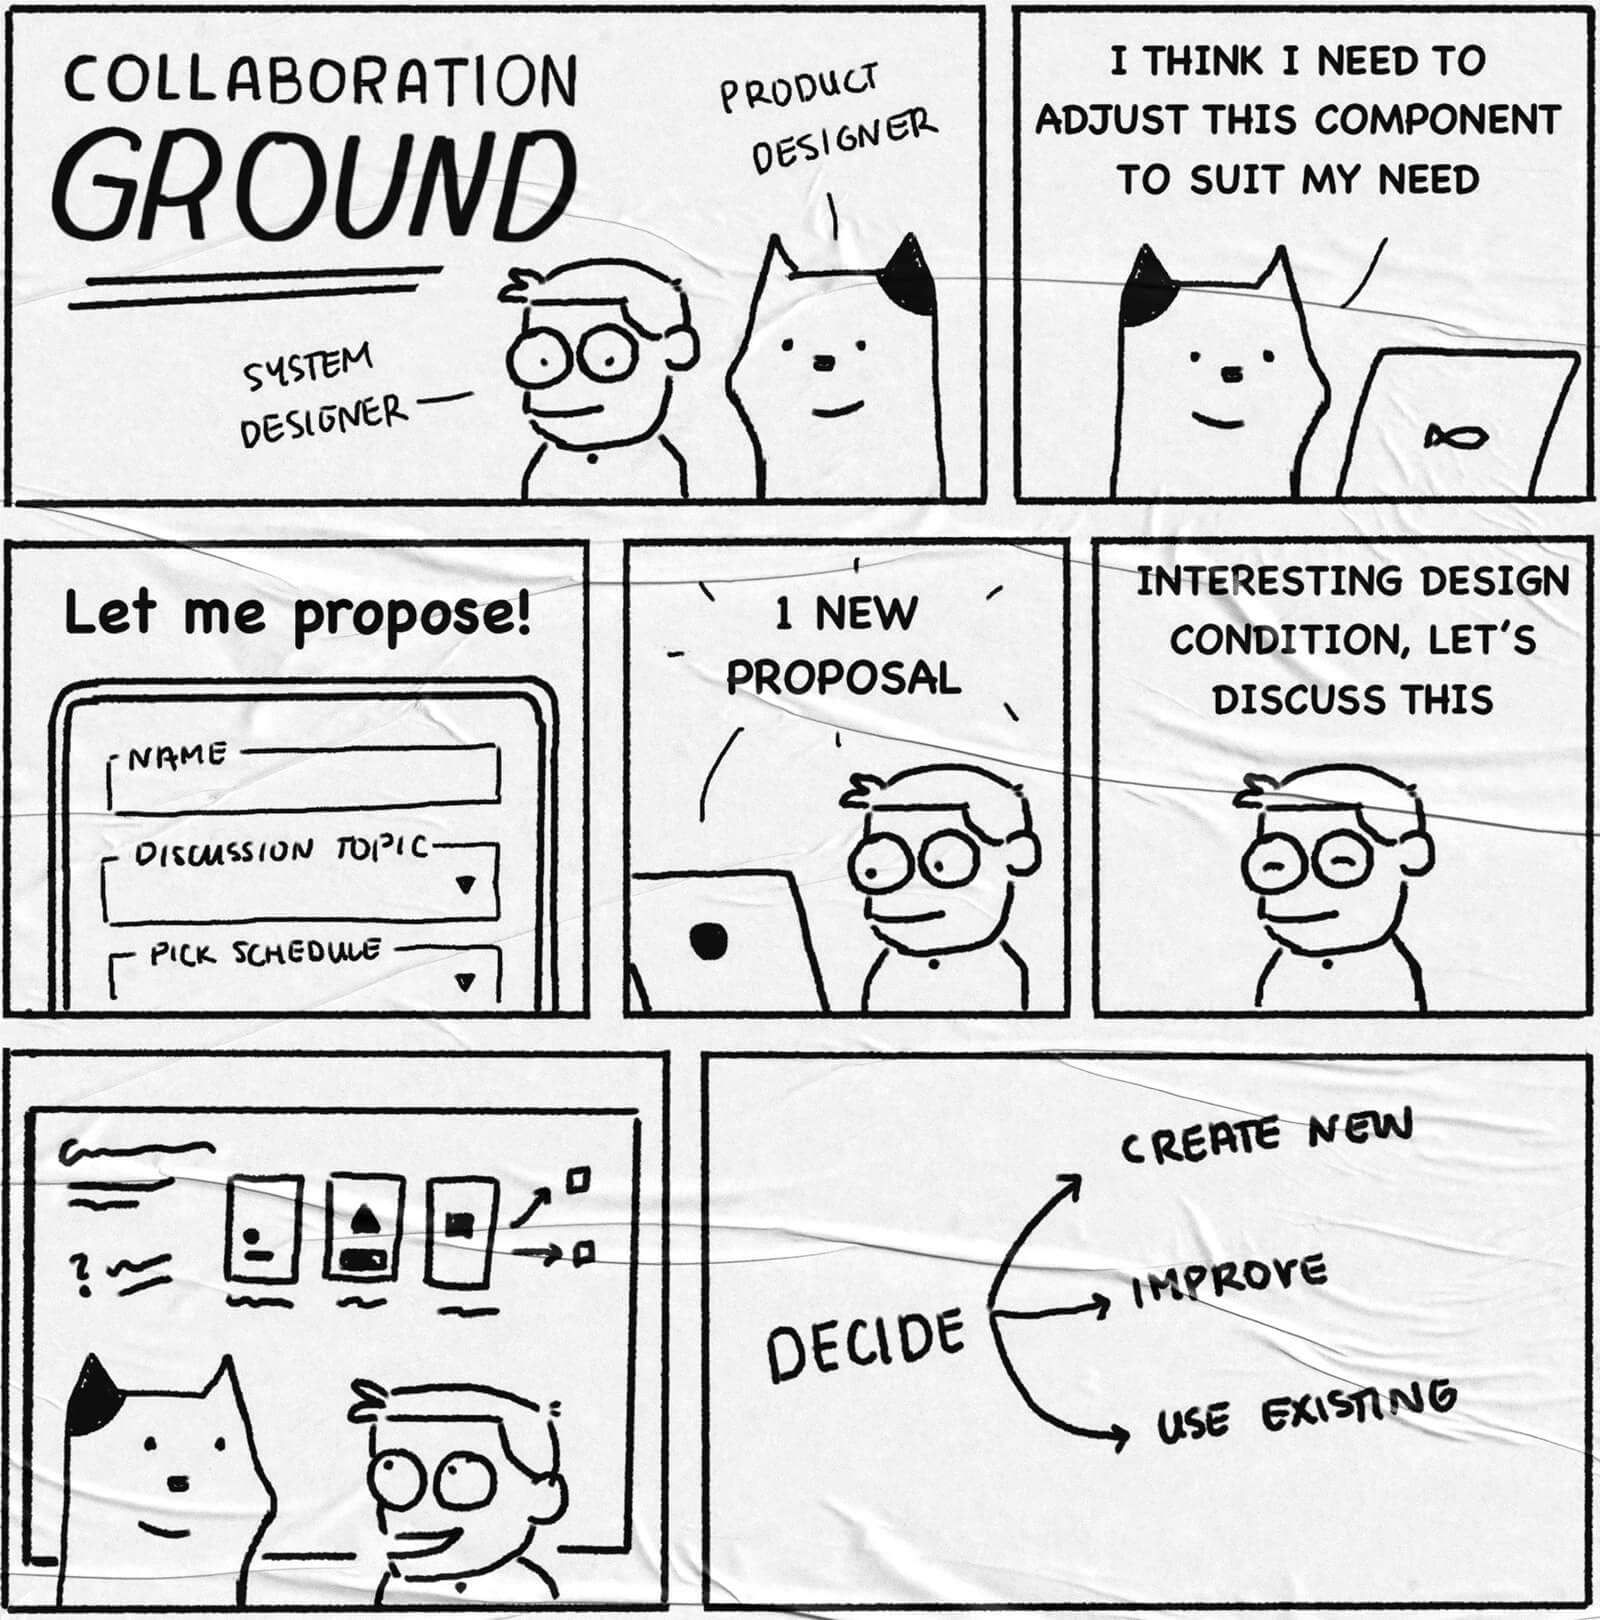 COLLABORATION
GROUND
PRODUCT
DESIGNER
SYSTEM
DESIGNER
I THINK I NEED TO
ADJUST THIS COMPONENT
TO SUIT MY NEED
Let me propose!
NAME
DISCUSSION TOPIC
PICK SCHEDULE
1 NEW
PROPOSAL
INTERESTING DESIGN
CONDITION, LET'S
DISCUSS THIS
?
DECIDE
CREATE NEW
IMPROVE
USE EXISTING